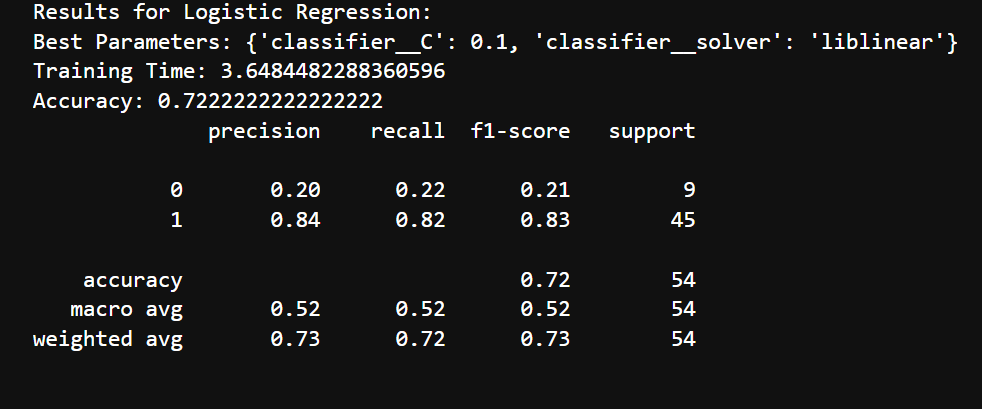 Results for Logistic Regression:
Best Parameters: {'classifier__C': 0.1, 'classifier__solver': 'liblinear'}
Training Time: 3.6484482288360596
Accuracy: 0.7222222222222222
precision recall f1-score support
0 0.20 0.22 0.21 9
1 0.84 0.82 0.83 45
accuracy 0.72 54
macro avg 0.52 0.52 0.52 54
weighted avg 0.73 0.72 0.73 54